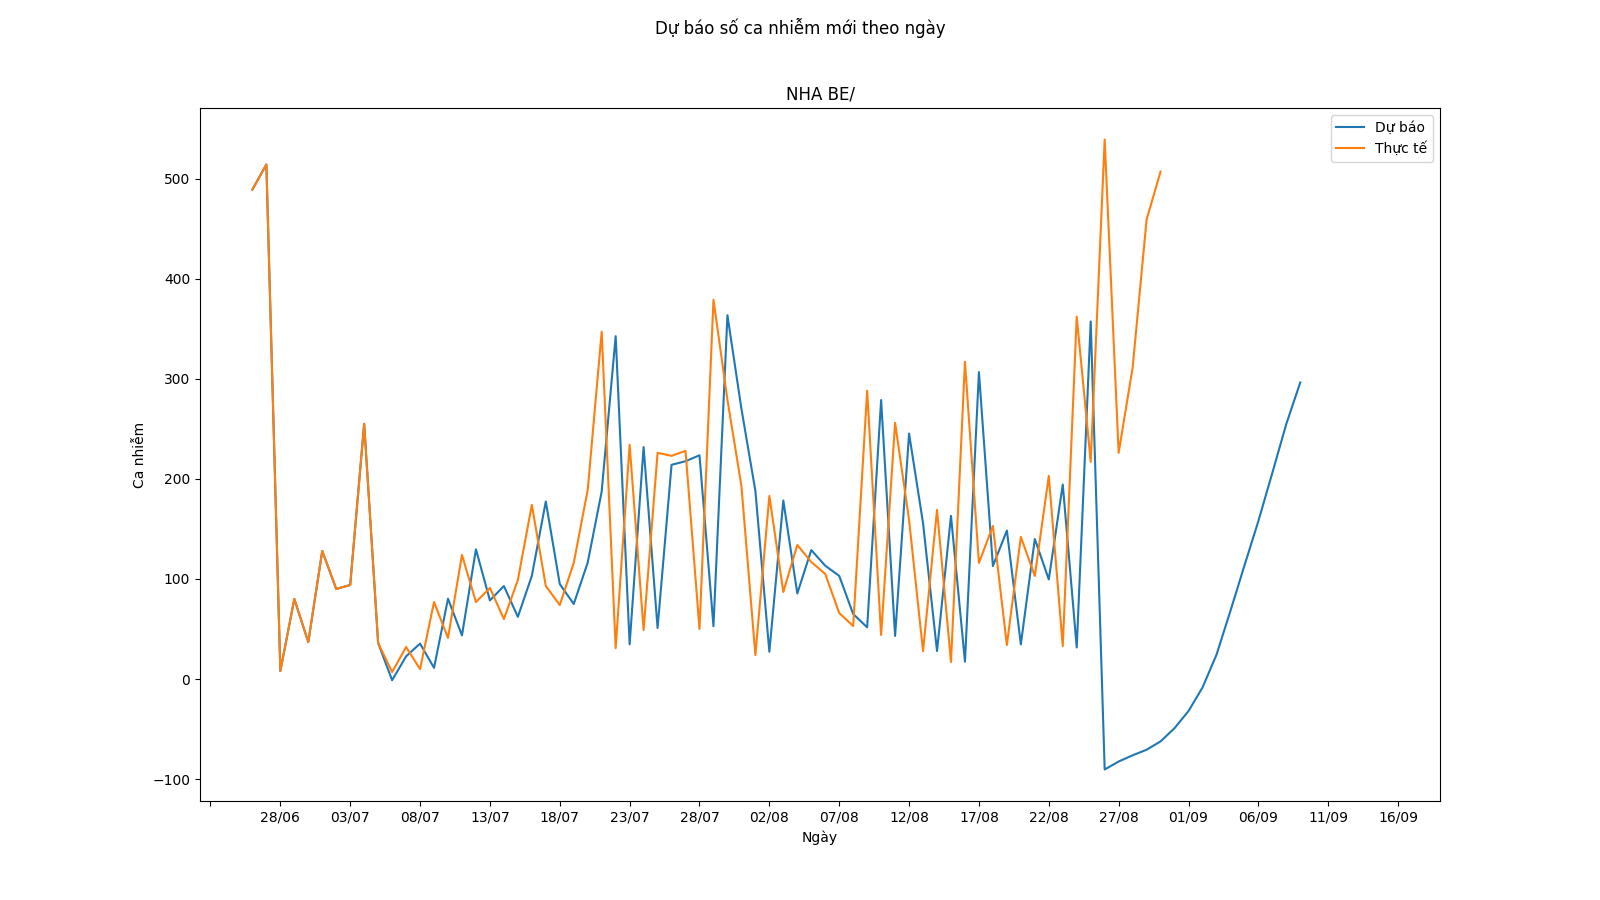 Dự báo số ca nhiễm mới theo ngày
NHA BE/
Dự báo
Thực tế
Ca nhiễm
500
400
300
200
100
0
−100
28/06 03/07 08/07 13/07 18/07 23/07 28/07 02/08 07/08 12/08 17/08 22/08 27/08 01/09 06/09 11/09 16/09
Ngày